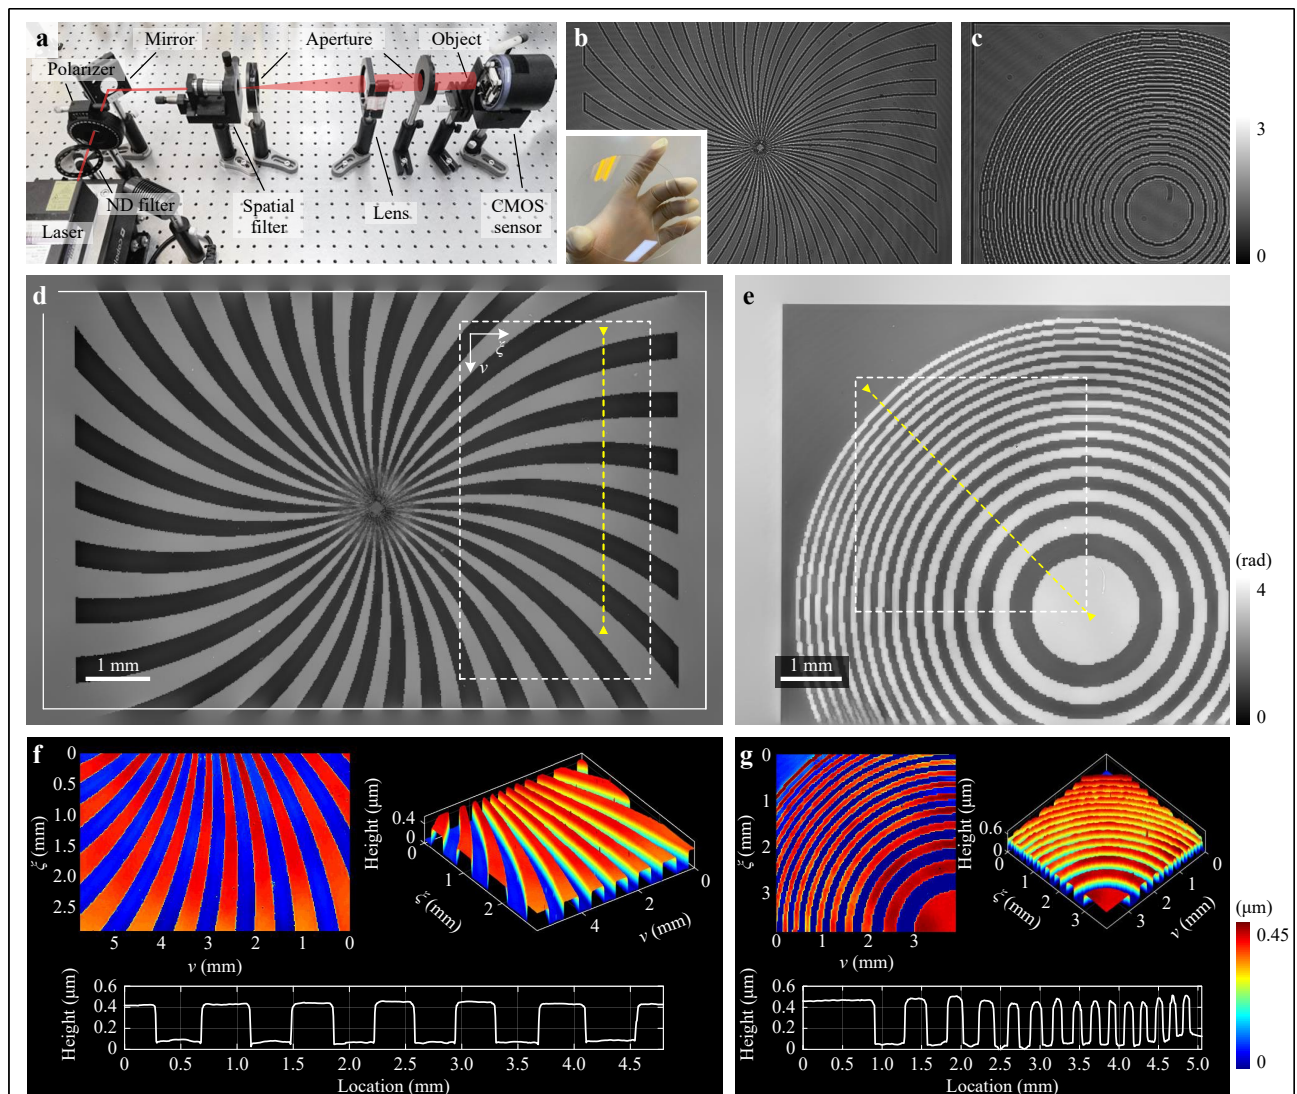 a
Mirror
Aperture
Object
Polarizer
ND filter
Spatial
filter
Lens
CMOS
sensor
Laser
b
c
3
0
d
ξ
v
1 mm
e
1 mm
(rad)
4
0
f
0
0.5
1.0
1.5
2.0
2.5
ξ (mm)
5 4 3 2 1 0
v (mm)
Height (μm)
0.4
0
0
1
2
ξ (mm)
4
2
0
v (mm)
Height (μm)
0.6
0.4
0.2
0
0 0.5 1.0 1.5 2.0 2.5 3.0 3.5 4.0 4.5
Location (mm)
g
0
1
2
3
ξ (mm)
0 1 2 3
v (mm)
Height (μm)
0.6
0
0
1
2
3
ξ (mm)
3
2
1
0
v (mm)
Height (μm)
0.6
0.4
0.2
0
0 0.5 1.0 1.5 2.0 2.5 3.0 3.5 4.0 4.5 5.0
Location (mm)
(μm)
0.45
0